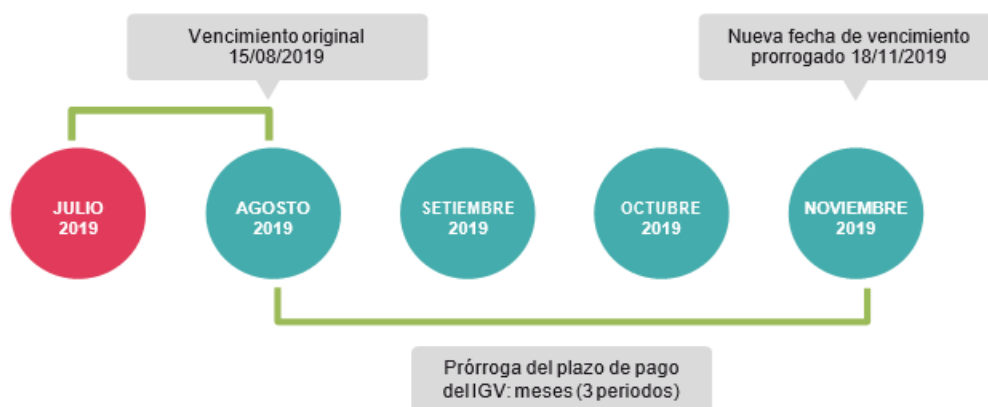 Vencimiento original
15/08/2019
Nueva fecha de vencimiento
prorrogado 18/11/2019
JULIO
2019
AGOSTO
2019
SETIEMBRE
2019
OCTUBRE
2019
NOVIEMBRE
2019
Prórroga del plazo de pago
del IGV: meses (3 periodos)